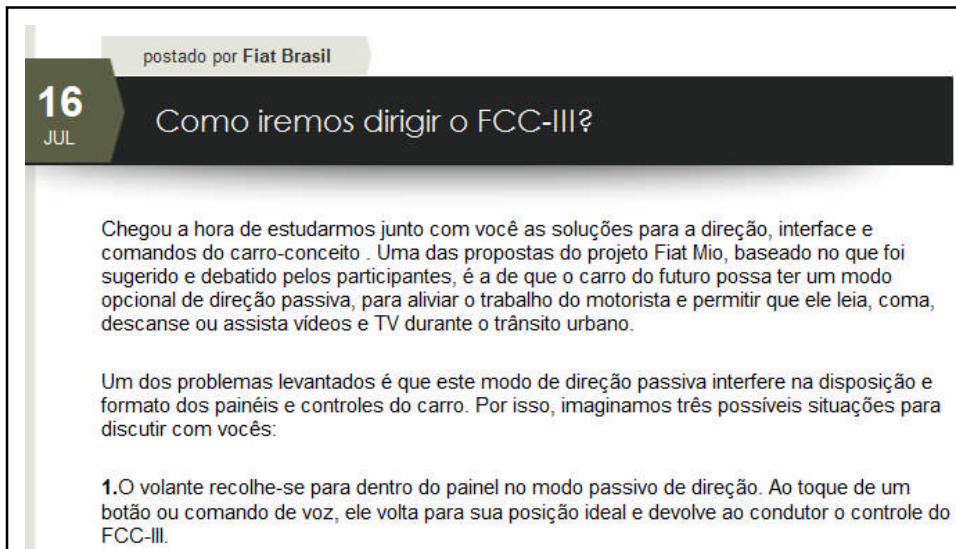 postado por Fiat Brasil
16
JUL
Como iremos dirigir o FCC-III?
Chegou a hora de estudarmos junto com você as soluções para a direção, interface e
comandos do carro-conceito . Uma das propostas do projeto Fiat Mio, baseado no que foi
sugerido e debatido pelos participantes, é a de que o carro do futuro possa ter um modo
opcional de direção passiva, para aliviar o trabalho do motorista e permitir que ele leia, coma,
descanse ou assista vídeos e TV durante o trânsito urbano.
Um dos problemas levantados é que este modo de direção passiva interfere na disposição e
formato dos painéis e controles do carro. Por isso, imaginamos três possíveis situações para
discutir com vocês:
1.O volante recolhe-se para dentro do painel no modo passivo de direção. Ao toque de um
botão ou comando de voz, ele volta para sua posição ideal e devolve ao condutor o controle do
FCC-III.